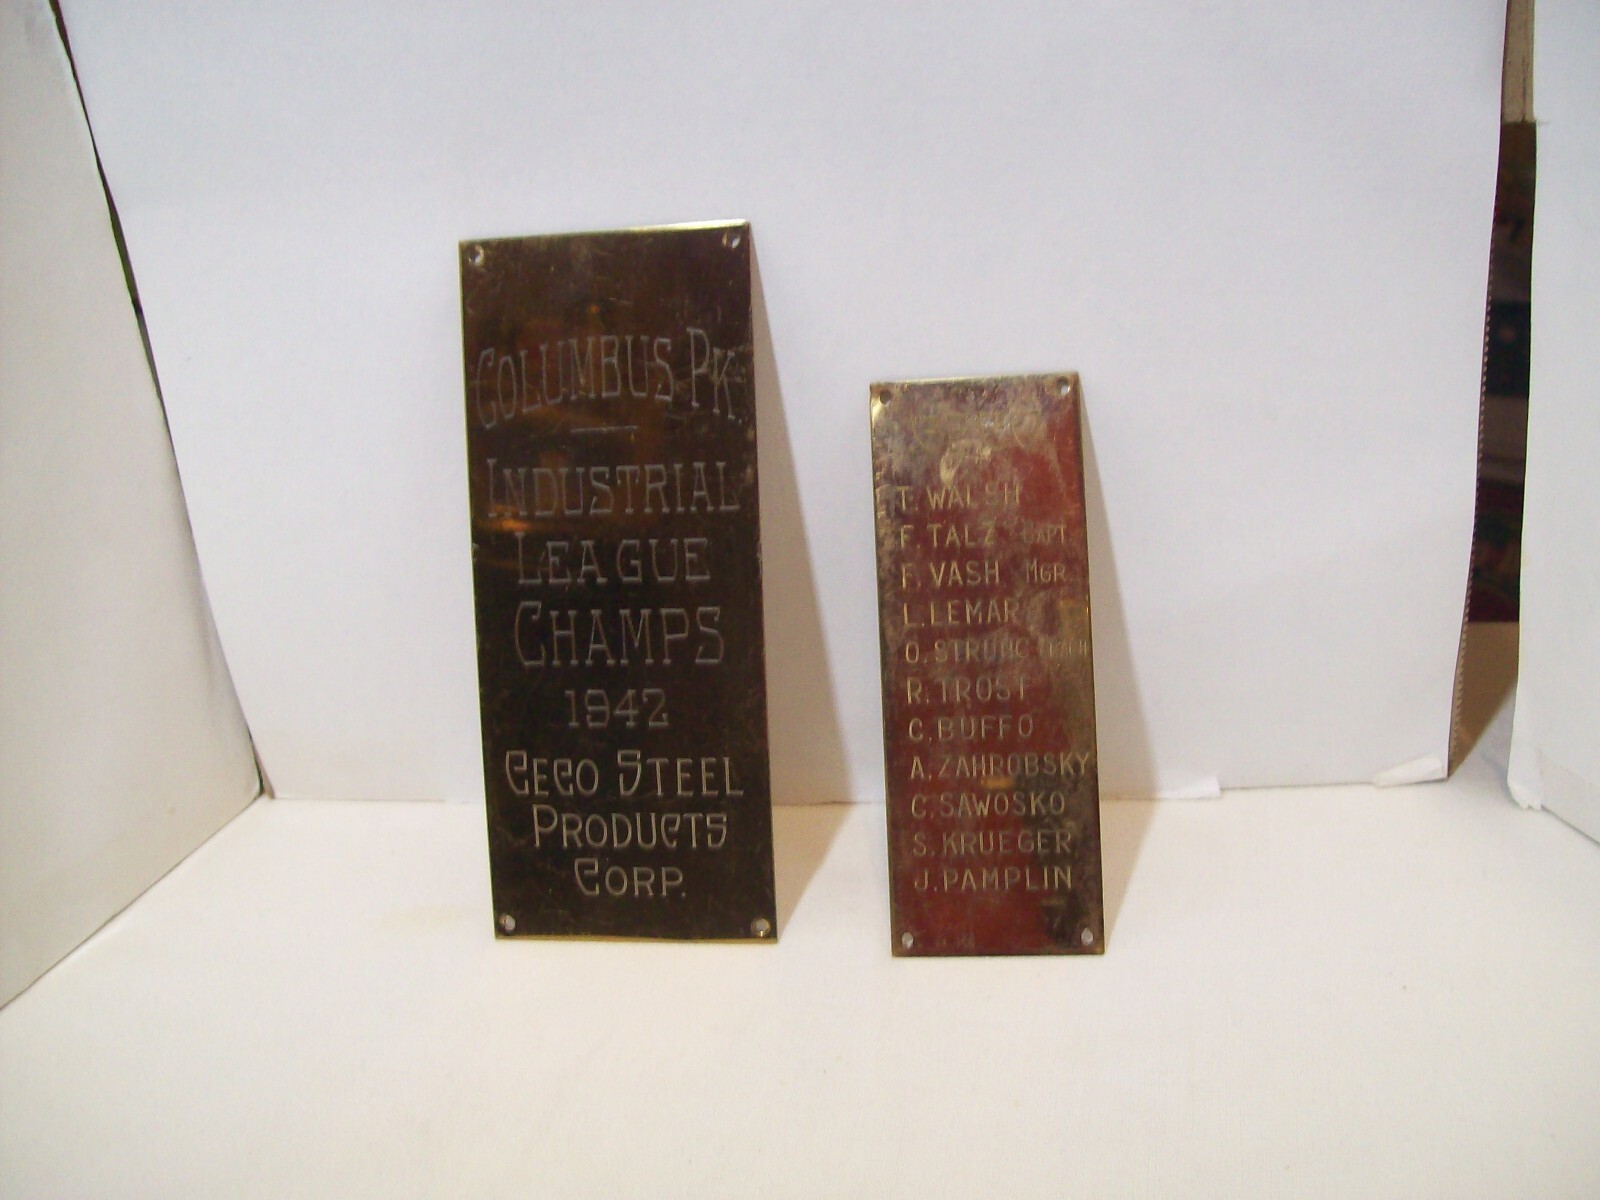 COLUMBUS PK.
INDUSTRIAL
LEAGUE
CHAMPS
1942
CECO STEEL
PRODUCTS
CORP.
T. WALSH
F. TALZ CAPT.
F. VASH MGR.
L. LEMAR
O.
R. TROST
C. BUFFO
A. ZAHROBSKY
C. SAWOSKO
S. KRUEGER
J. PAMPLIN